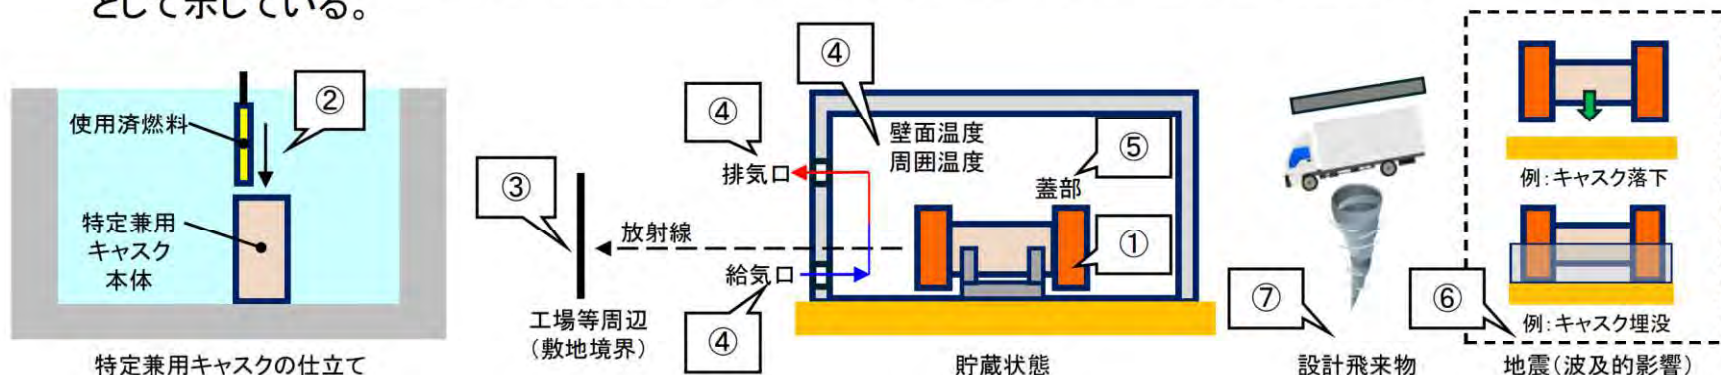 として示している。
②
使用済燃料
特定兼用
キャスク
本体
特定兼用キャスクの仕立て
③
放射線
工場等周辺
（敷地境界）
④
④
排気口
給気口
④
壁面温度
周囲温度
⑤
蓋部
①
貯蔵状態
⑦
設計飛来物
例：キャスク落下
⑥
例：キャスク埋没
地震（波及的影響）